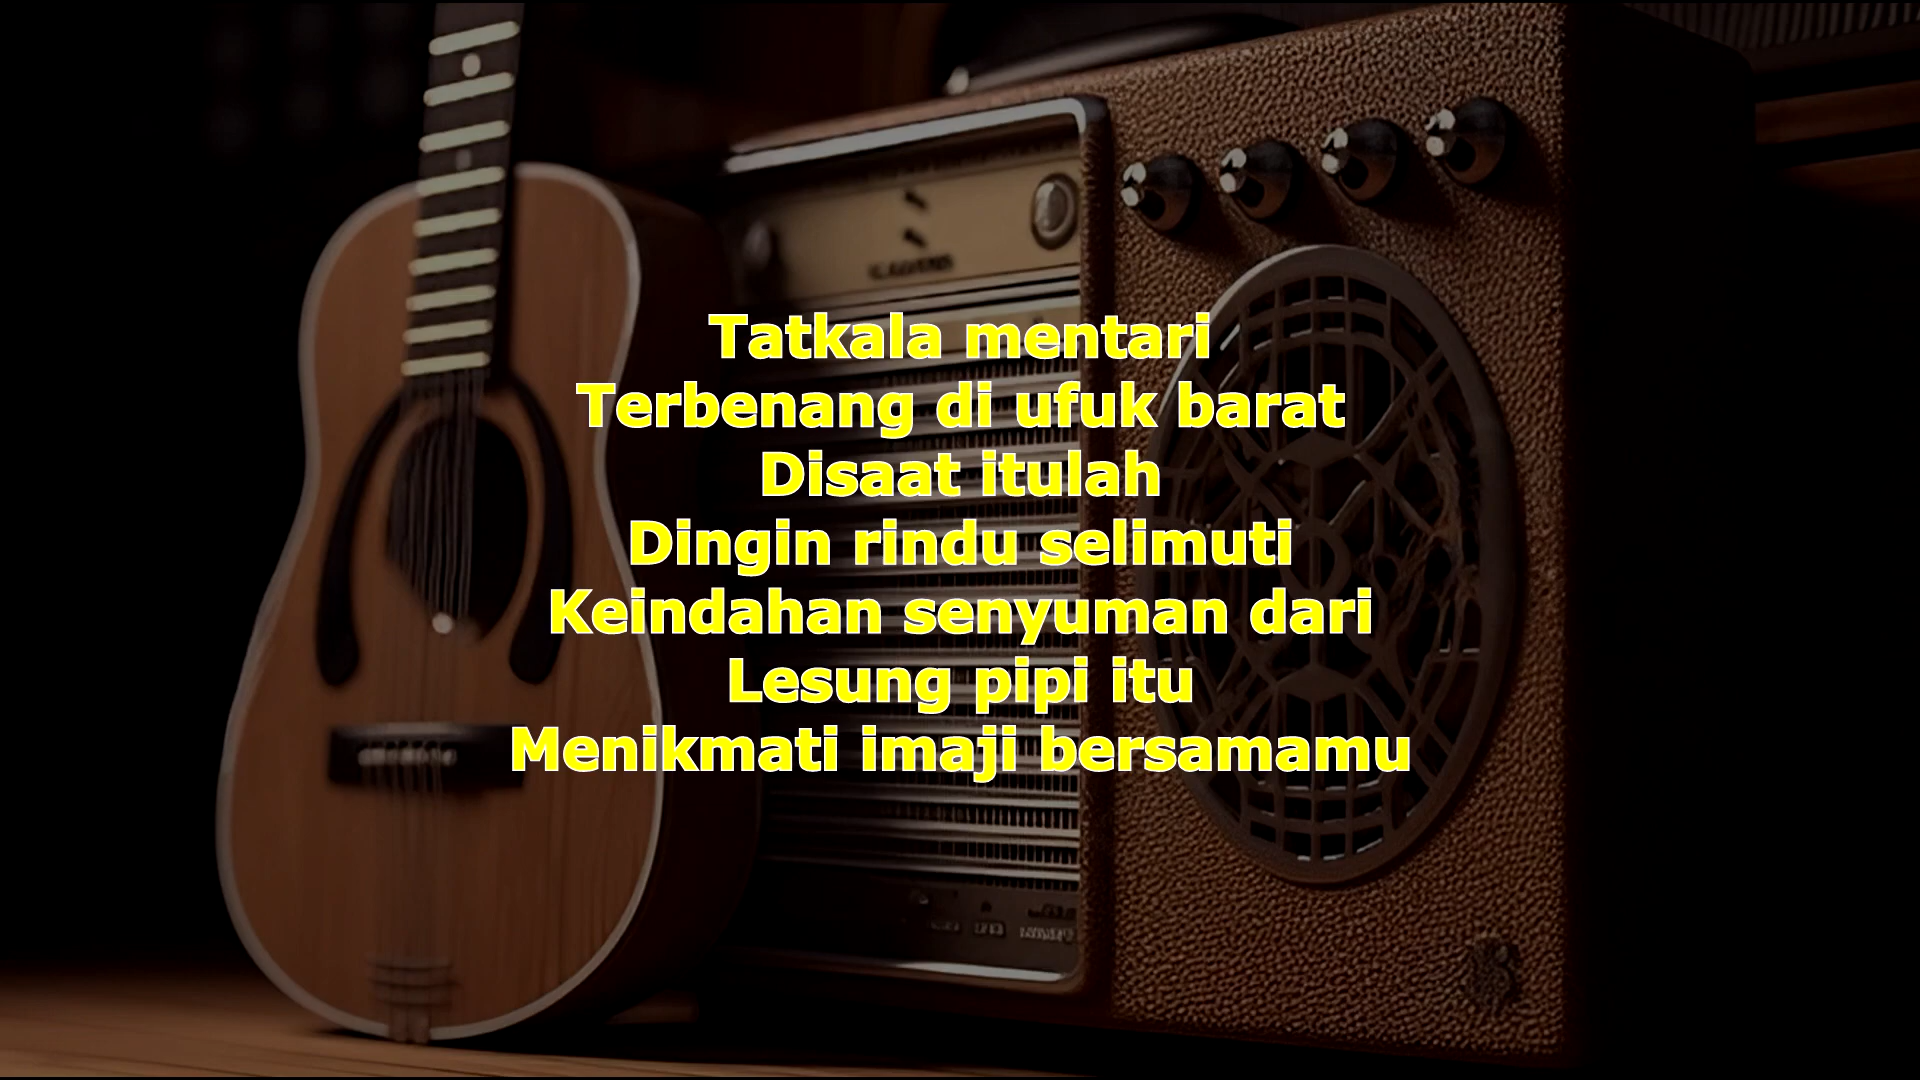 Tatkala mentari
Terbenang di ufuk barat
Disaat itulah
Dingin rindu selimuti
Keindahan senyuman dari
Lesung pipi itu
Menikmati imaji bersamamu